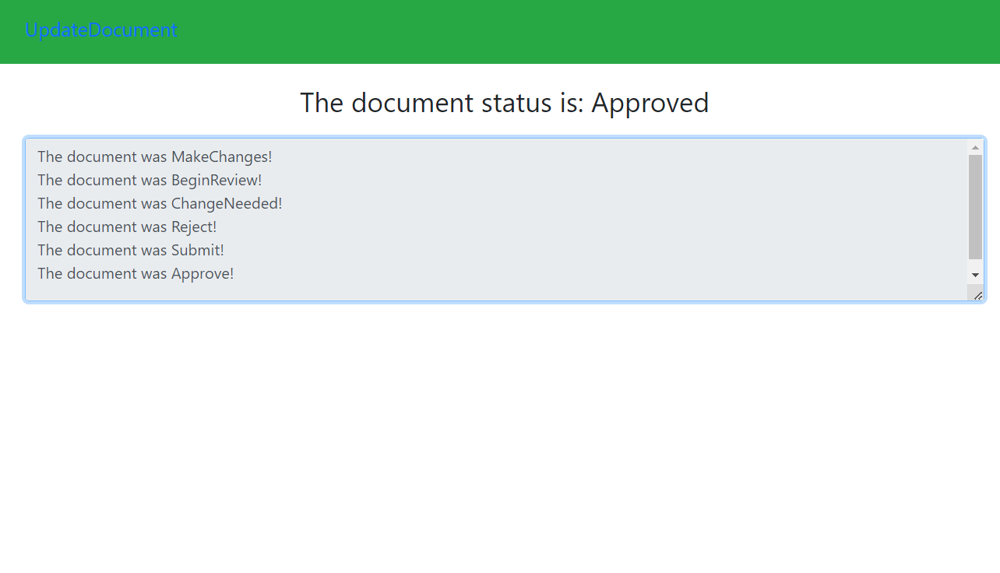 UpdateDocument
The document status is: Approved
The document was MakeChanges!
The document was BeginReview!
The document was ChangeNeeded!
The document was Reject!
The document was Submit!
The document was Approve!